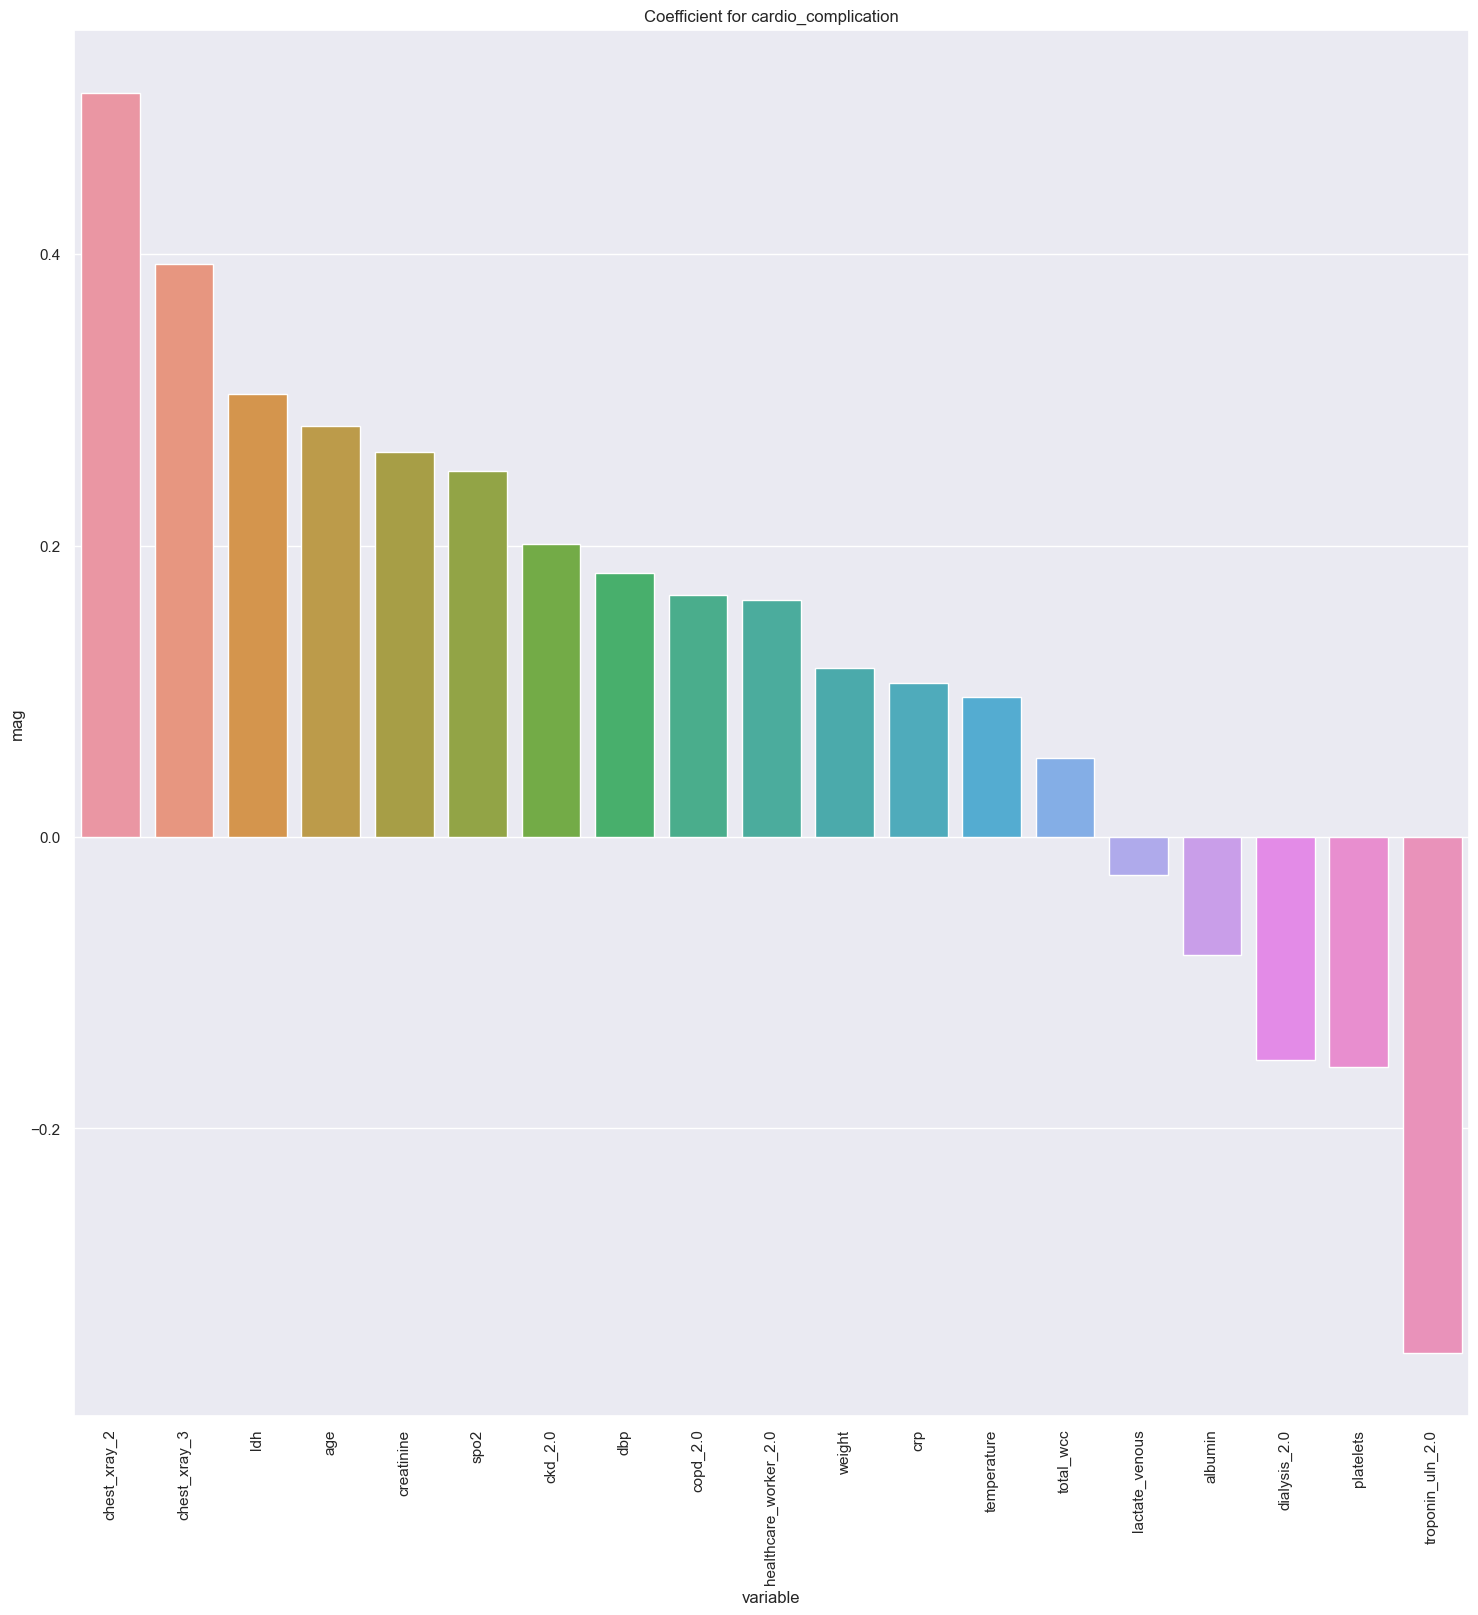 Coefficient for cardio_complication
mag
0.4
0.2
0.0
−0.2
chest_xray_2
chest_xray_3
ldh
age
creatinine
spo2
ckd_2.0
dbp
copd_2.0
healthcare_worker_2.0
weight
crp
temperature
total_wcc
lactate_venous
albumin
dialysis_2.0
platelets
troponin_uln_2.0
variable